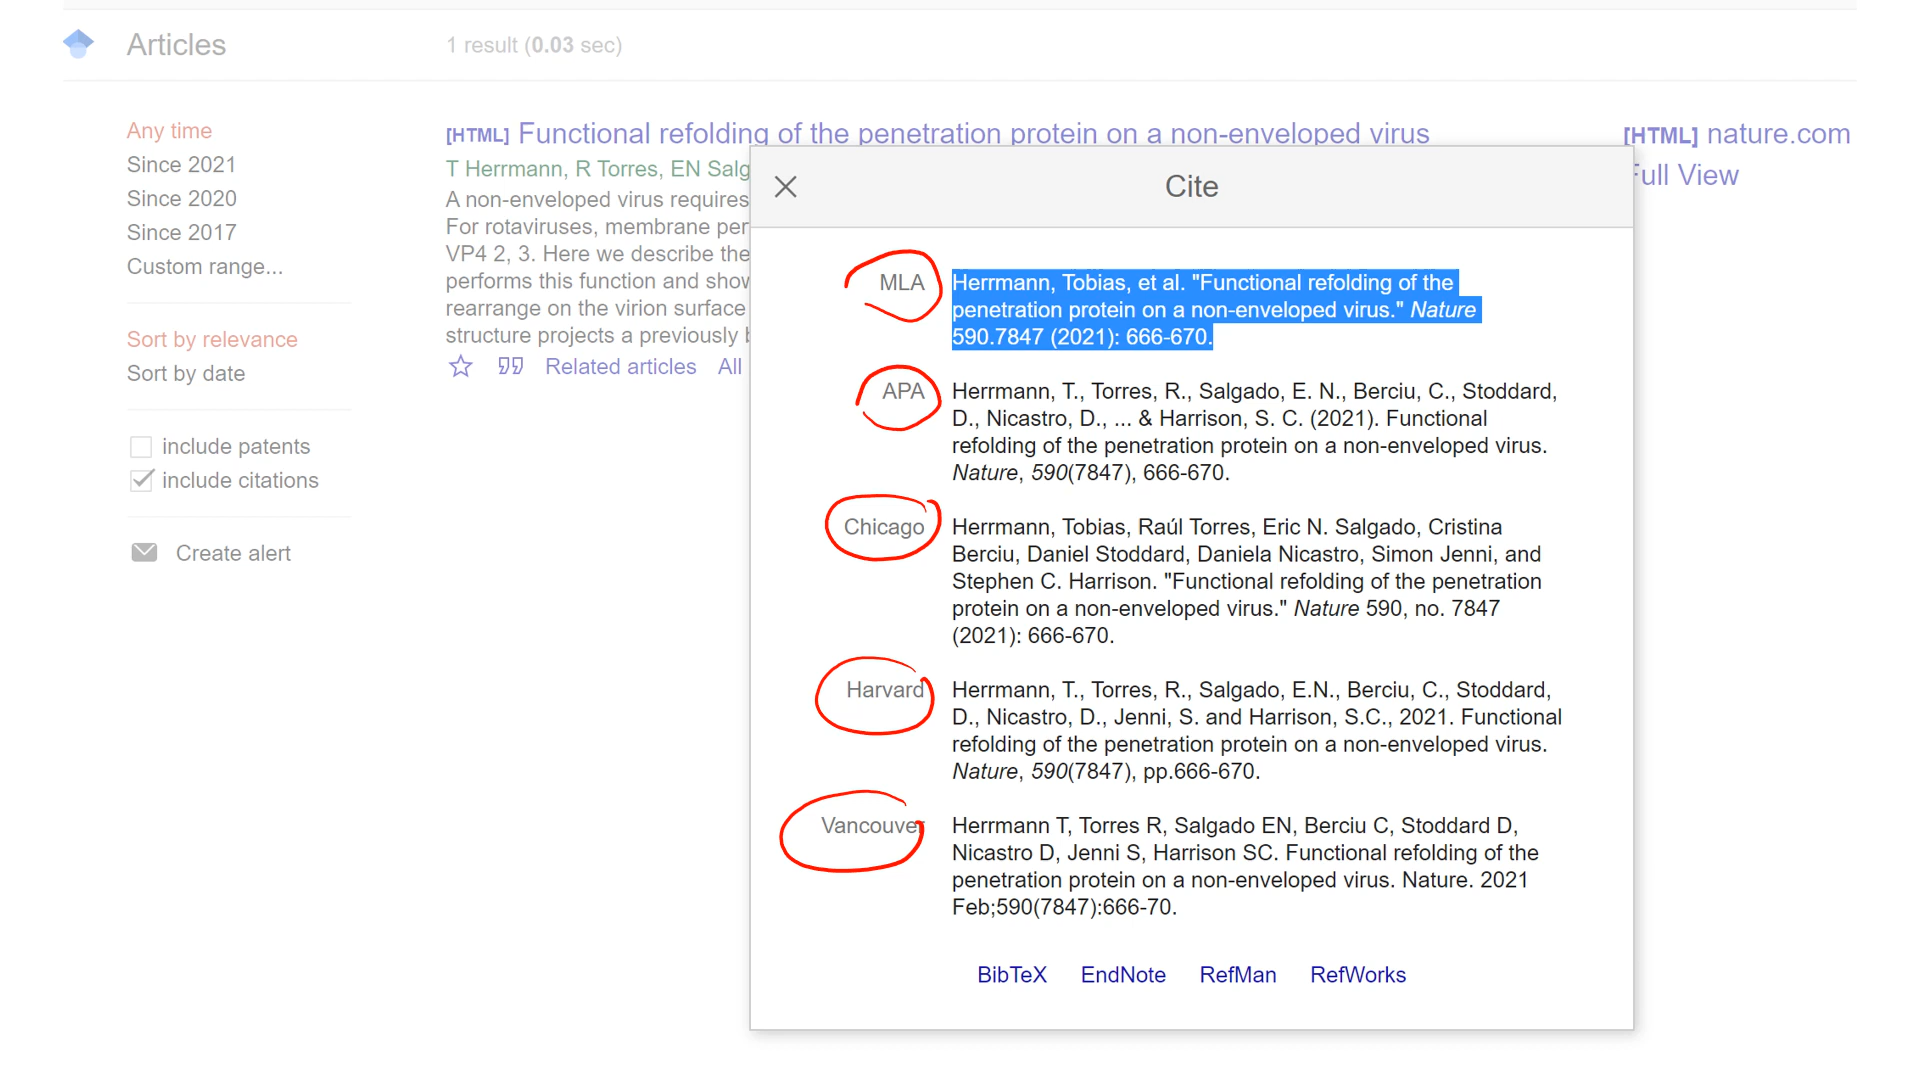 Articles
1 result (0.03 sec)
Any time
Since 2021
Since 2020
Since 2017
Custom range...
Sort by relevance
Sort by date
include patents
include citations
Create alert
[HTML] Functional refolding of the penetration protein on a non-enveloped virus
T Herrmann, R Torres, EN Salg
A non-enveloped virus requires
For rotaviruses, membrane per
VP4 2, 3. Here we describe the
performs this function and show
rearrange on the virion surface
structure projects a previously b
Related articles All
[HTML] nature.com
Full View
Cite
MLA
Herrmann, Tobias, et al. "Functional refolding of the
penetration protein on a non-enveloped virus." Nature
590.7847 (2021): 666-670.
APA
Herrmann, T., Torres, R., Salgado, E. N., Berciu, C., Stoddard,
D., Nicastro, D., ... & Harrison, S. C. (2021). Functional
refolding of the penetration protein on a non-enveloped virus.
Nature, 590(7847), 666-670.
Chicago
Herrmann, Tobias, Raúl Torres, Eric N. Salgado, Cristina
Berciu, Daniel Stoddard, Daniela Nicastro, Simon Jenni, and
Stephen C. Harrison. "Functional refolding of the penetration
protein on a non-enveloped virus." Nature 590, no. 7847
(2021): 666-670.
Harvard
Herrmann, T., Torres, R., Salgado, E.N., Berciu, C., Stoddard,
D., Nicastro, D., Jenni, S. and Harrison, S.C., 2021. Functional
refolding of the penetration protein on a non-enveloped virus.
Nature, 590(7847), pp.666-670.
Vancouver
Herrmann T, Torres R, Salgado EN, Berciu C, Stoddard D,
Nicastro D, Jenni S, Harrison SC. Functional refolding of the
penetration protein on a non-enveloped virus. Nature. 2021
Feb;590(7847):666-70.
BibTeX EndNote RefMan RefWorks